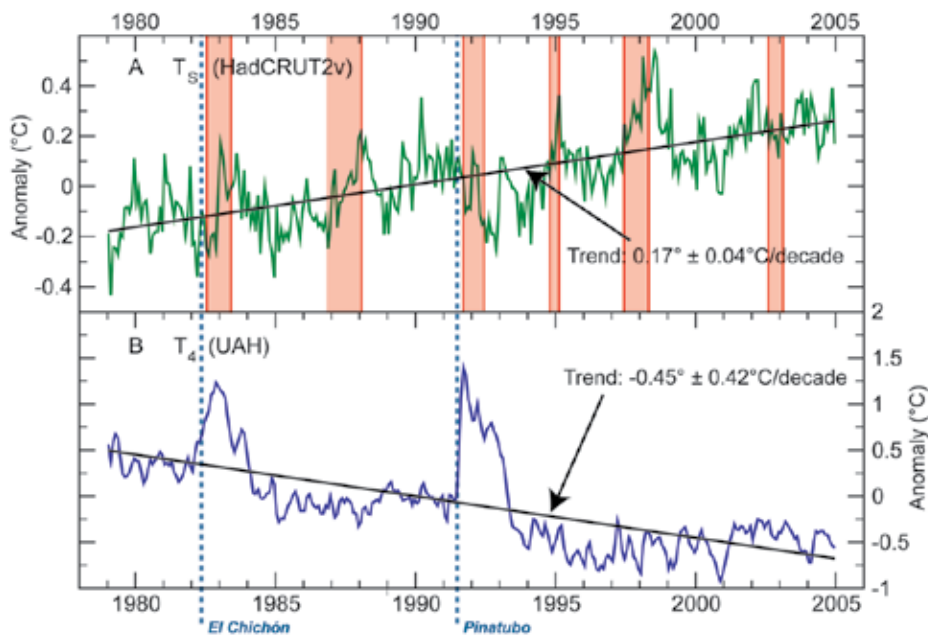 1980 1985 1990 1995 2000 2005
A TS (HadCRUT2v)
0.4
0.2
0
-0.2
-0.4
Anomaly (°C)
Trend: 0.17° ± 0.04°C/decade
B T4 (UAH)
2
1.5
1
0.5
0
-0.5
-1
Anomaly (°C)
Trend: -0.45° ± 0.42°C/decade
1980 1985 1990 1995 2000 2005
El Chichón Pinatubo